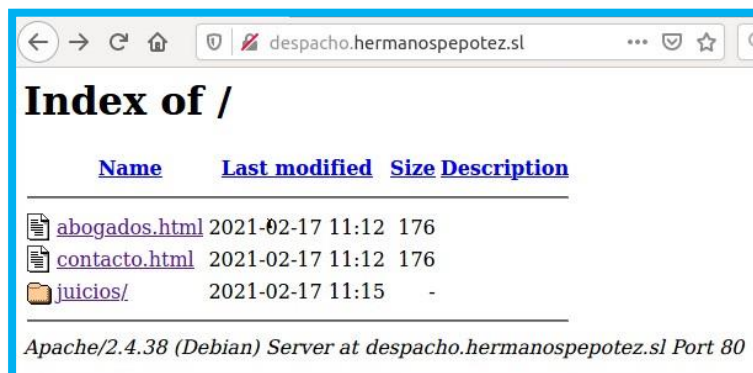 despacho.hermanospepotez.sl
Index of /
Name Last modified Size Description
abogados.html 2021-02-17 11:12 176
contacto.html 2021-02-17 11:12 176
juicios/ 2021-02-17 11:15 -
Apache/2.4.38 (Debian) Server at despacho.hermanospepotez.sl Port 80